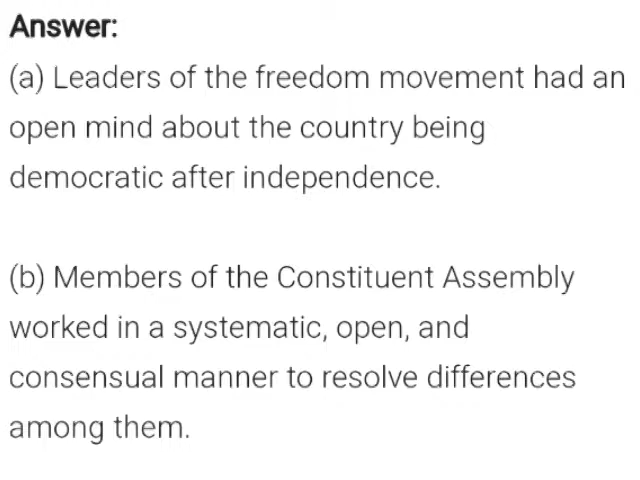 Answer:
(a) Leaders of the freedom movement had an
open mind about the country being
democratic after independence.
(b) Members of the Constituent Assembly
worked in a systematic, open, and
consensual manner to resolve differences
among them.